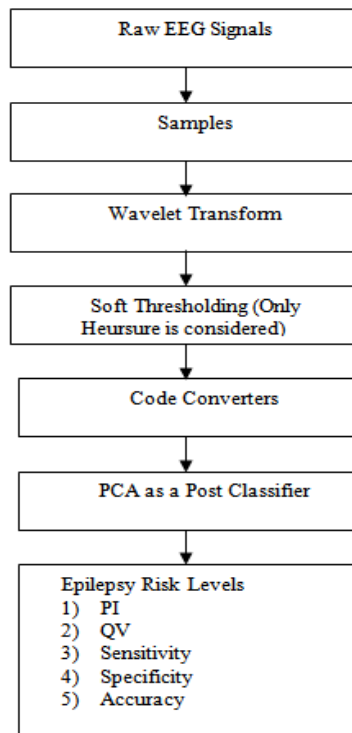 Raw EEG Signals
Samples
Wavelet Transform
Soft Thresholding (Only
Heursure is considered)
Code Converters
PCA as a Post Classifier
Epilepsy Risk Levels
1) PI
2) QV
3) Sensitivity
4) Specificity
5) Accuracy